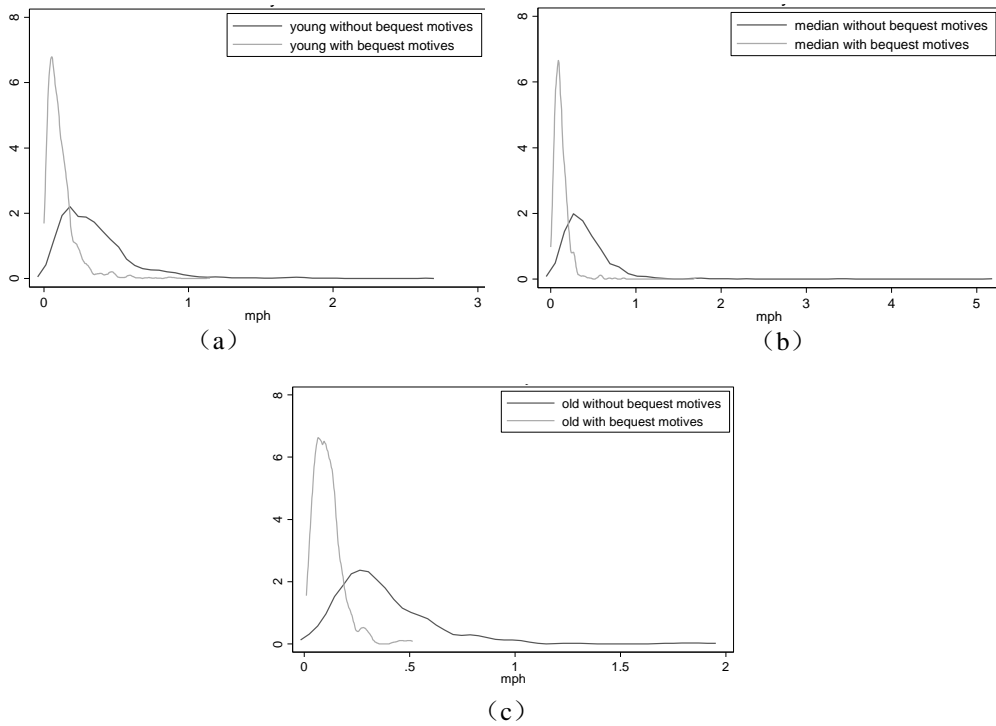 8
6
4
2
0
young without bequest motives
young with bequest motives
0
1
2
3
mph
(a)
8
6
4
2
0
median without bequest motives
median with bequest motives
0
1
2
3
4
5
mph
(b)
8
6
4
2
0
old without bequest motives
old with bequest motives
0
.5
1
1.5
2
mph
(c)